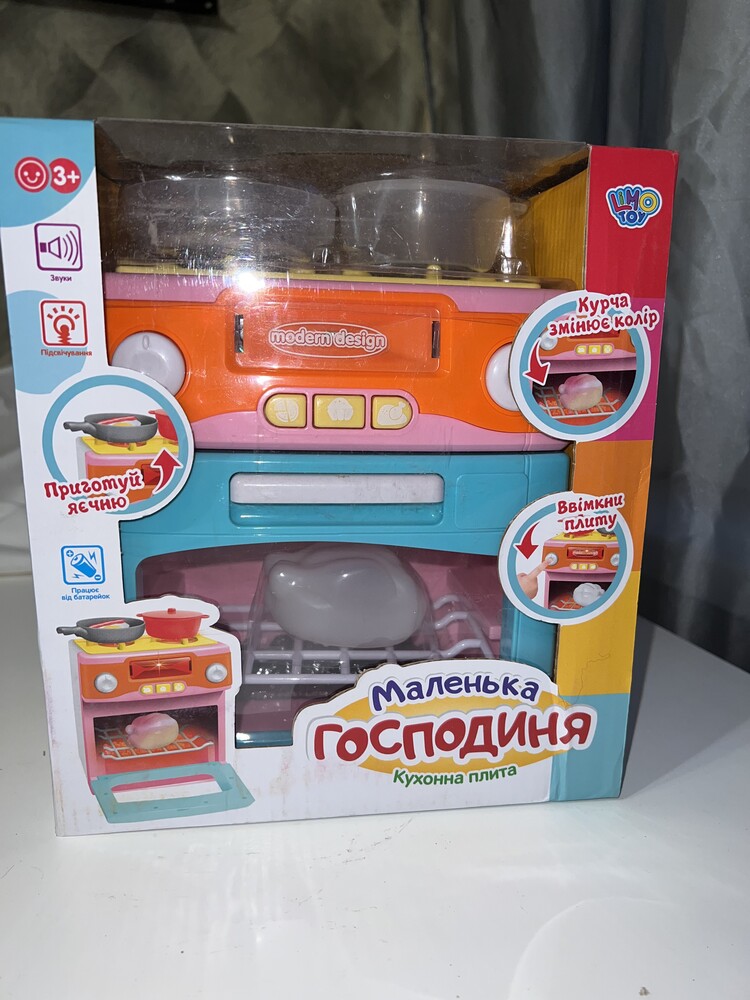 3+
LIMO
TOY
Звуки
Підсвічування
Курча
змінює колір
modern design
0
Приготуй
яєчню
Ввімкни
плиту
Працює
від батарейок
Маленька
ГОСПОДИНЯ
Кухонна плита